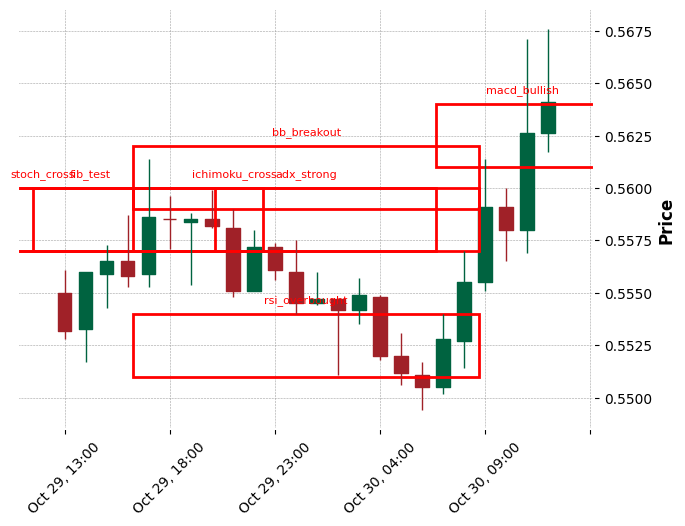 0.5675
0.5650
macd_bullish
0.5625
bb_breakout
stoch_cross
fib_test
ichimoku_cross
adx_strong
0.5600
Price
0.5575
0.5550
rsi_overbought
0.5525
0.5500
Oct 29, 13:00
Oct 29, 18:00
Oct 29, 23:00
Oct 30, 04:00
Oct 30, 09:00